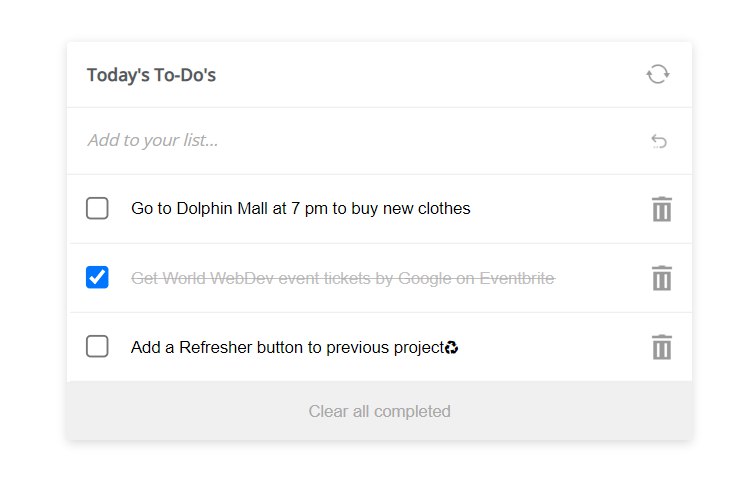 Today's To-Do's
Add to your list...
Go to Dolphin Mall at 7 pm to buy new clothes
Get World WebDev event tickets by Google on Eventbrite
Add a Refresher button to previous project♻
Clear all completed